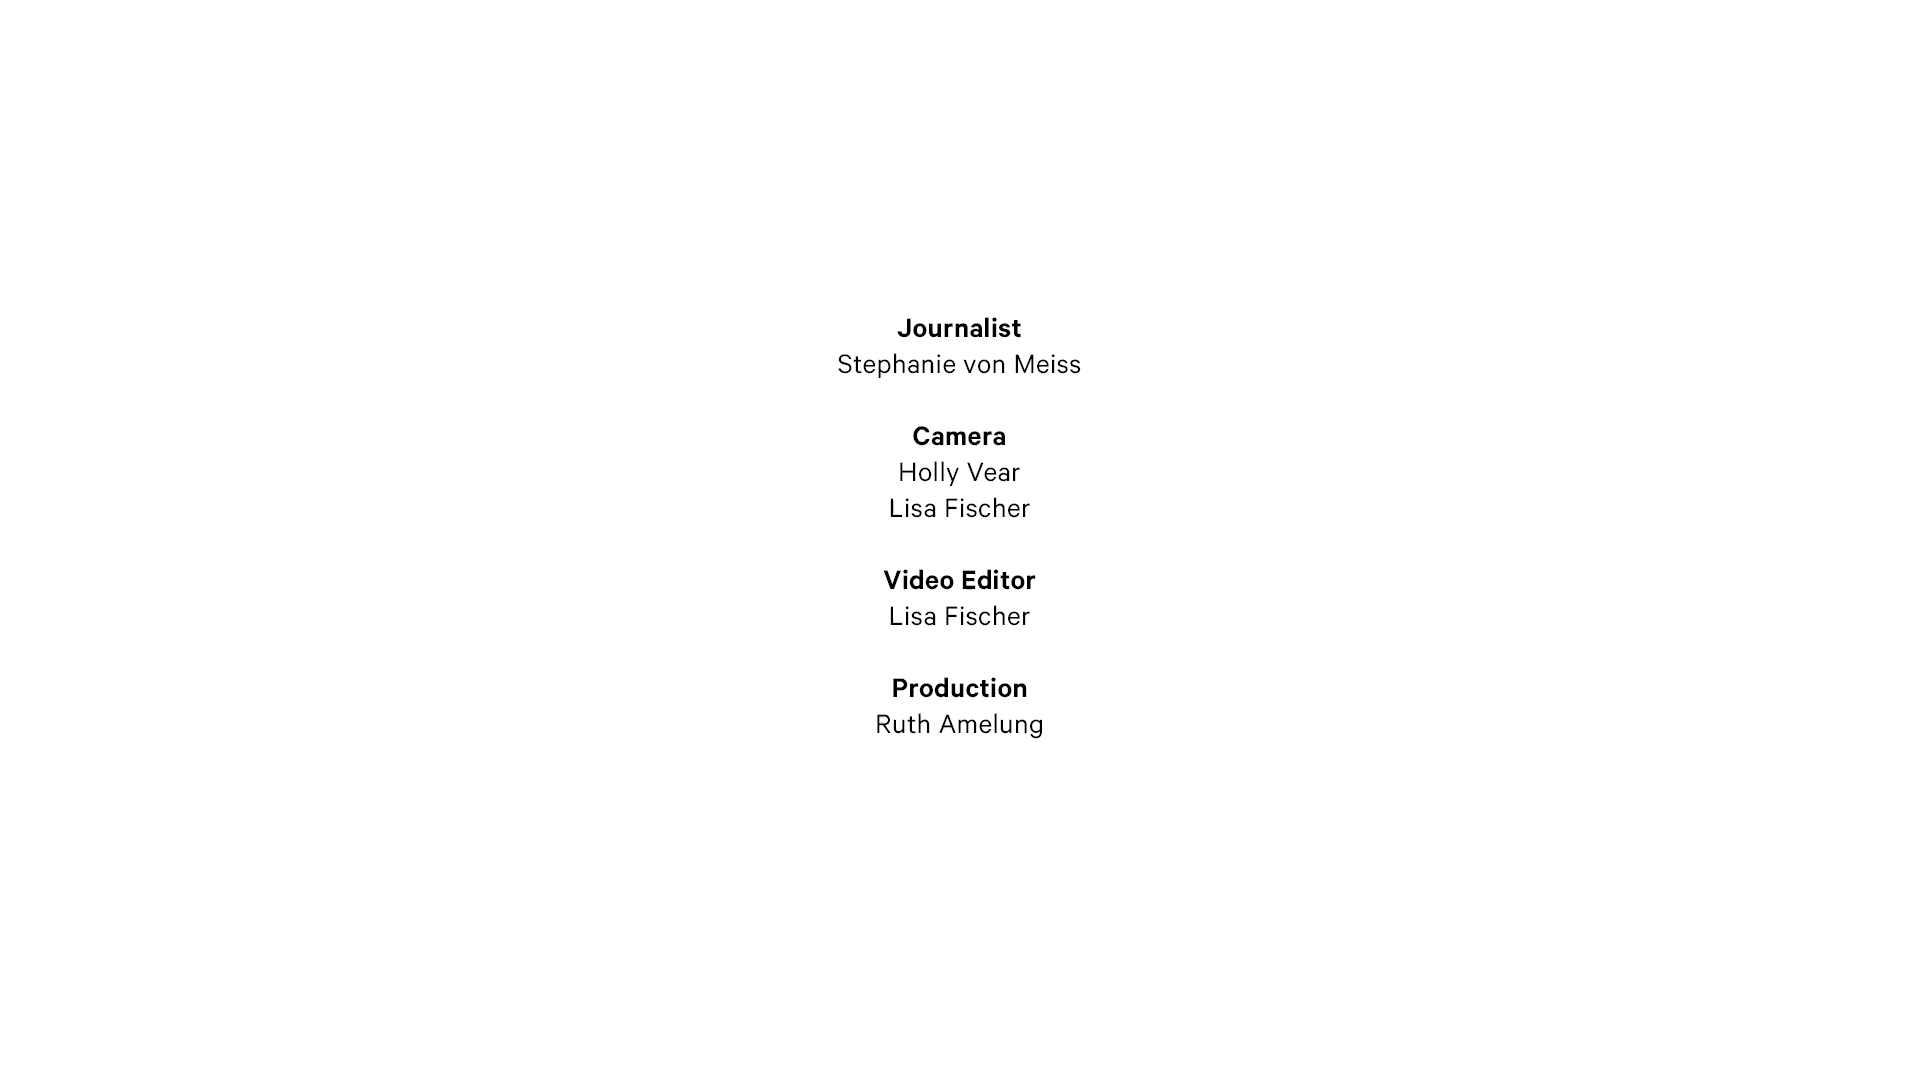 Journalist
Stephanie von Meiss
Camera
Holly Vear
Lisa Fischer
Video Editor
Lisa Fischer
Production
Ruth Amelung